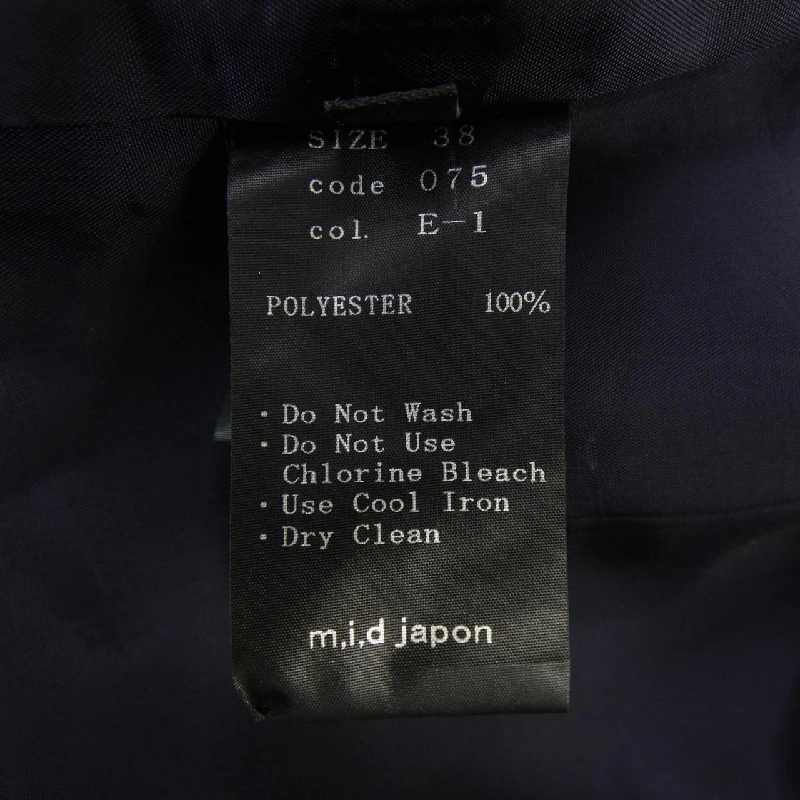 SIZE 38
code 075
col. E-1
POLYESTER 100%
・Do Not Wash
・Do Not Use
Chlorine Bleach
・Use Cool Iron
・Dry Clean
m,i,d japon